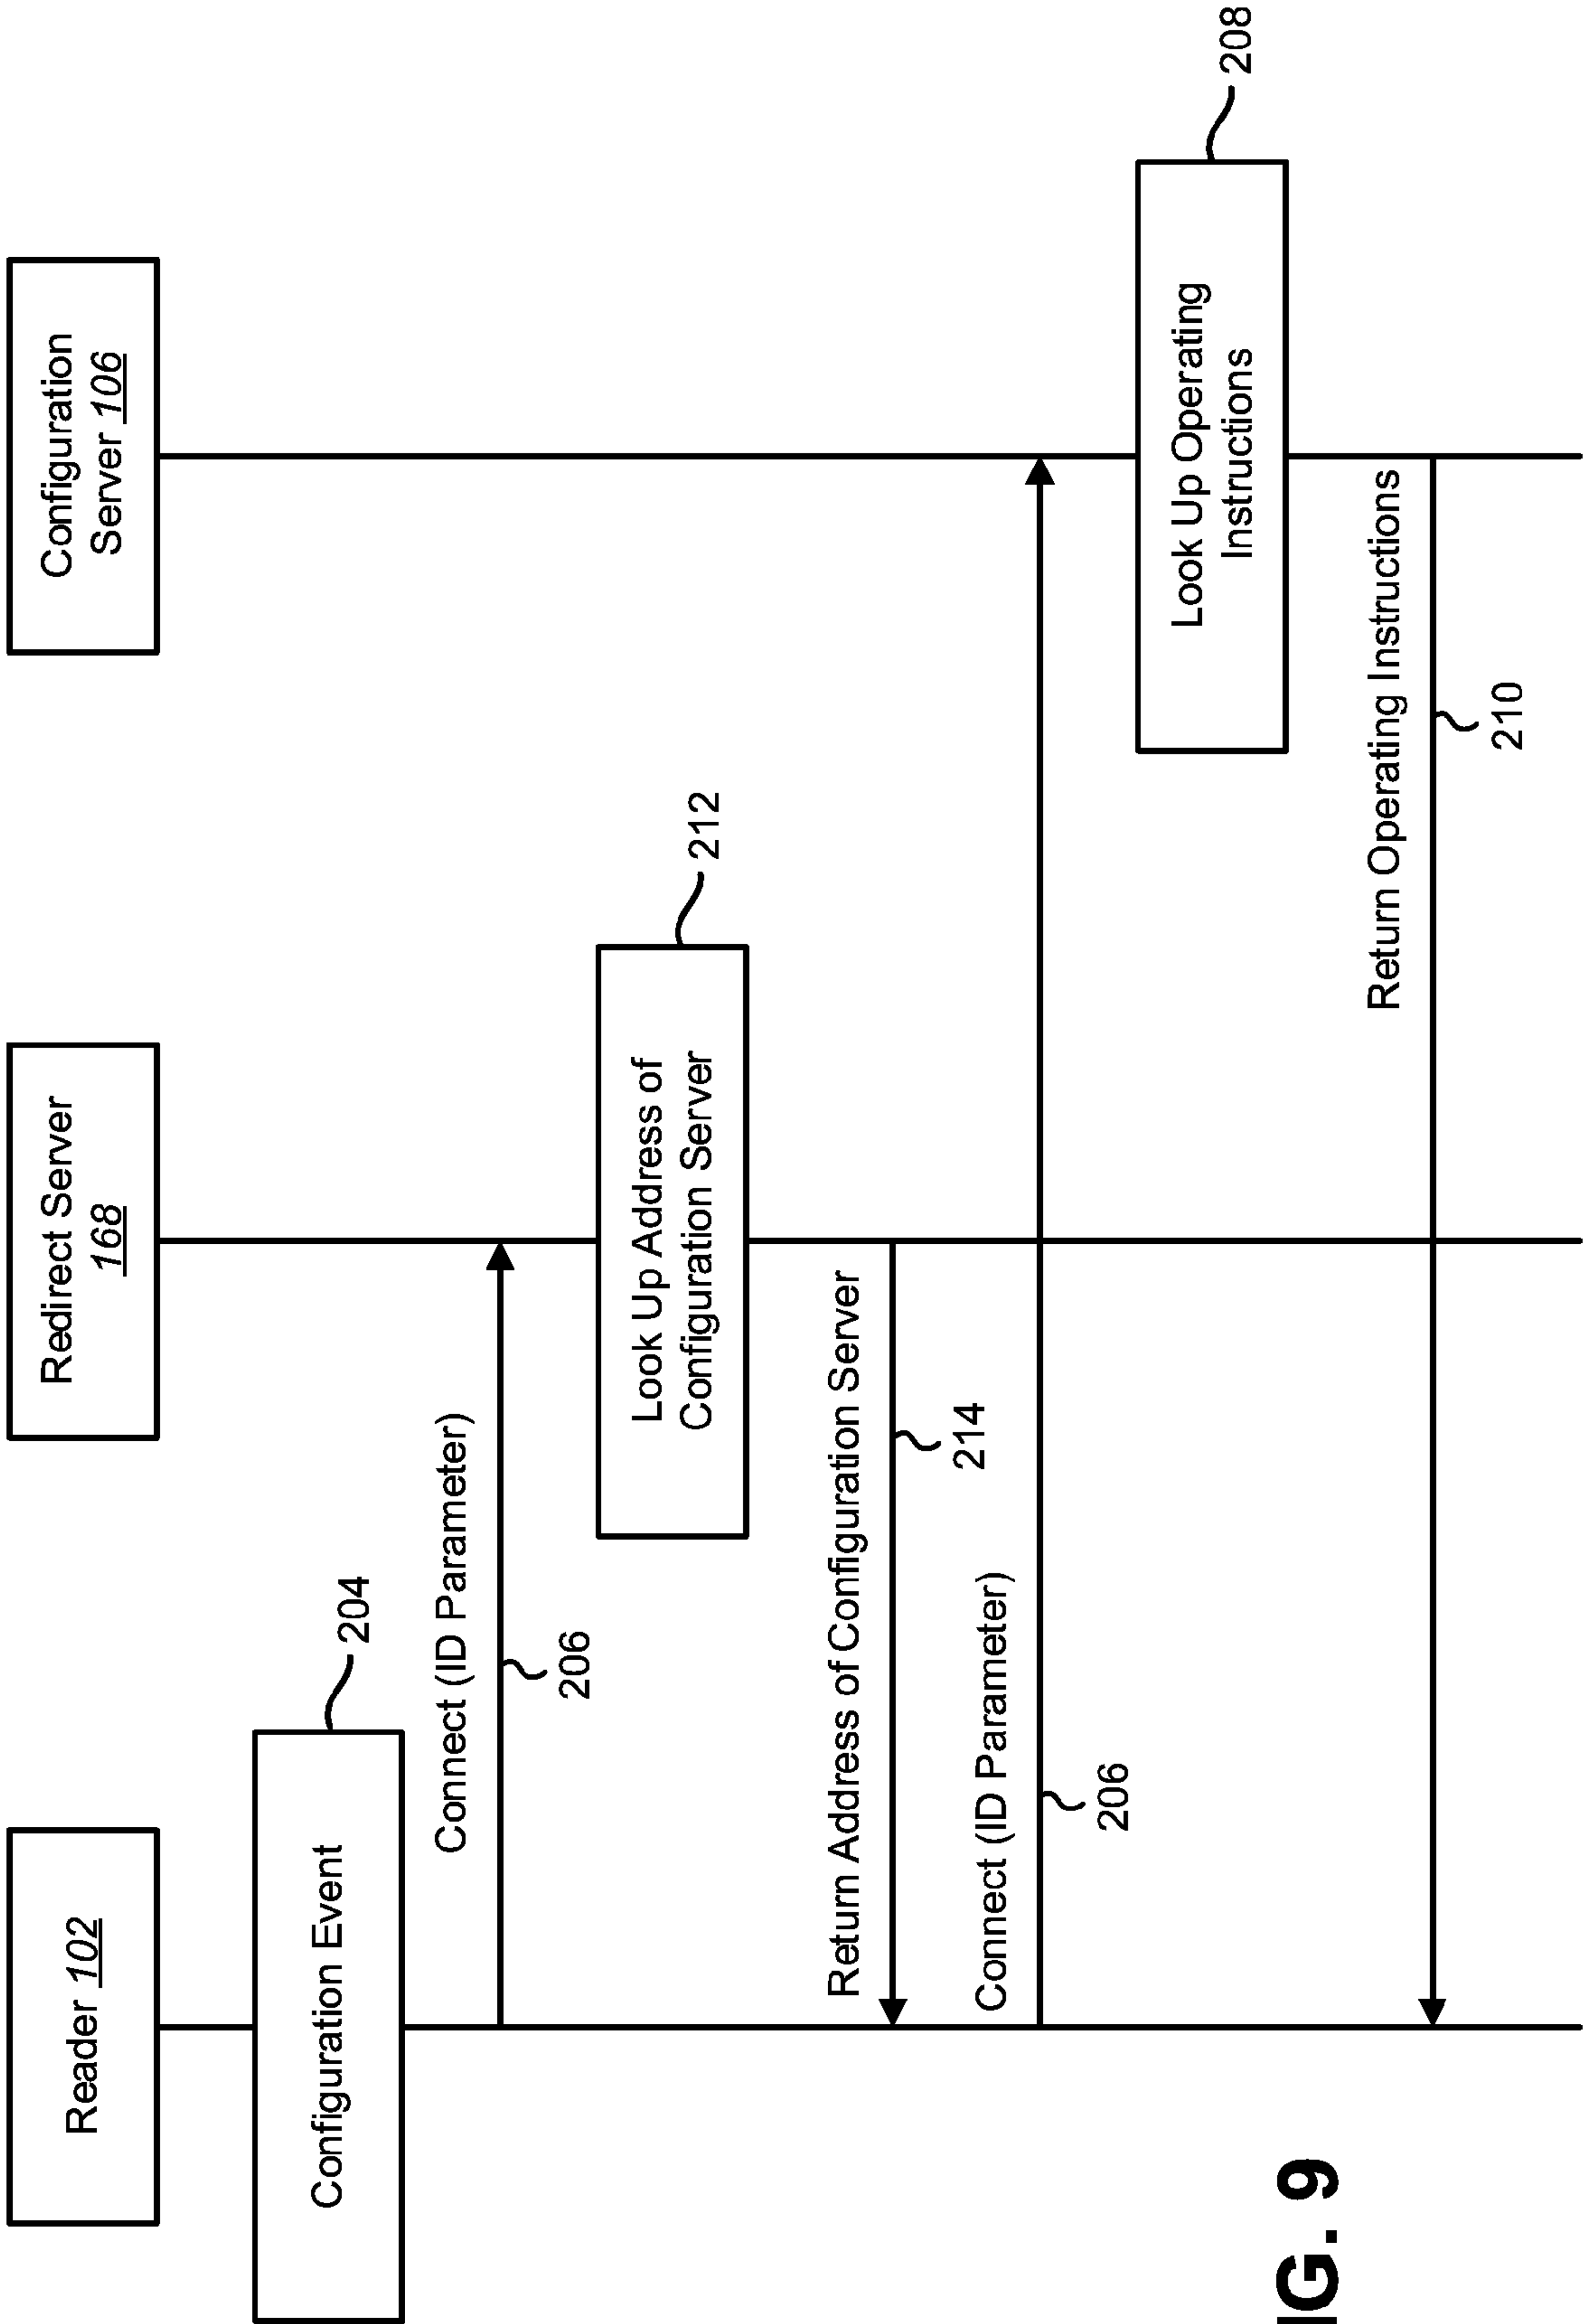 Reader 102
Redirect Server
168
Configuration
Server 106
Configuration Event
204
Connect (ID Parameter)
206
Look Up Address of
Configuration Server
212
Return Address of Configuration Server
214
Connect (ID Parameter)
206
Look Up Operating
Instructions
208
Return Operating Instructions
210
IG. 9